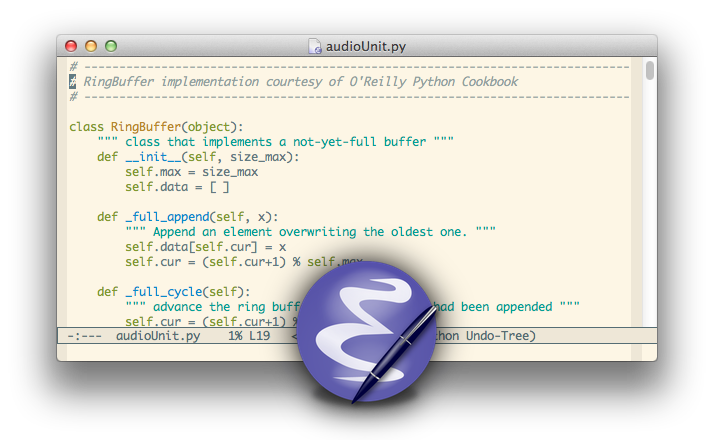 audioUnit.py
# ------------------------------------------------------------------------------
# RingBuffer implementation courtesy of O'Reilly Python Cookbook
# ------------------------------------------------------------------------------
class RingBuffer(object):
    """ class that implements a not-yet-full buffer """
    def __init__(self, size_max):
        self.max = size_max
        self.data = [ ]
    def _full_append(self, x):
        """ Append an element overwriting the oldest one. """
        self.data[self.cur] = x
        self.cur = (self.cur+1) % self.max
    def _full_cycle(self):
        """ advance the ring buff had been appended """
        self.cur = (self.cur+1) %
-:---  audioUnit.py    1% L19   < thon Undo-Tree)